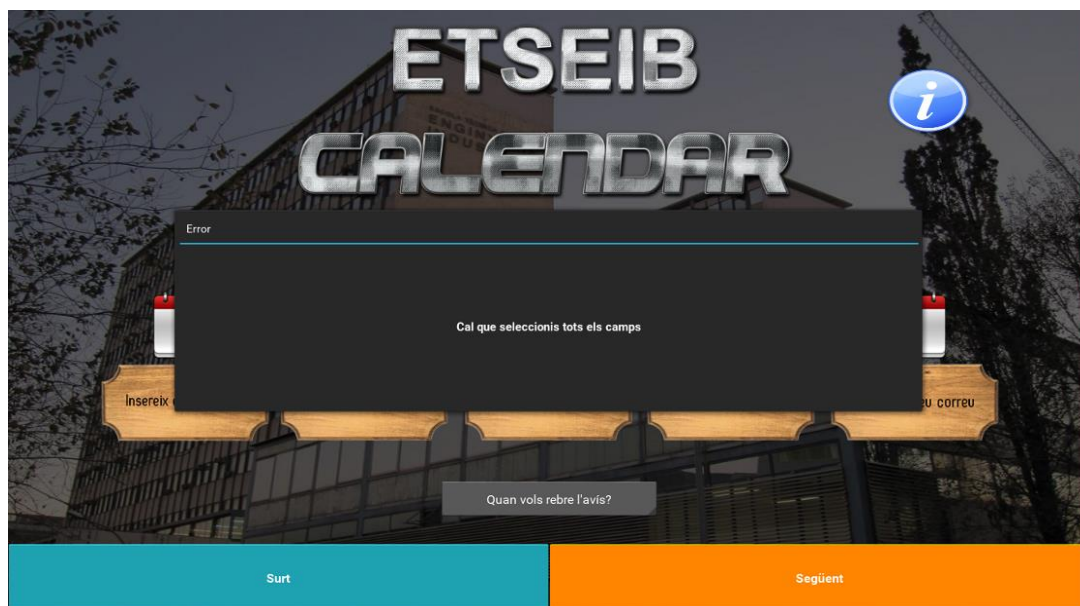 ETSEIB
CALENDAR
i
Error
Cal que seleccionis tots els camps
Insereix
correu
Quan vols rebre l'avís?
Surt
Següent